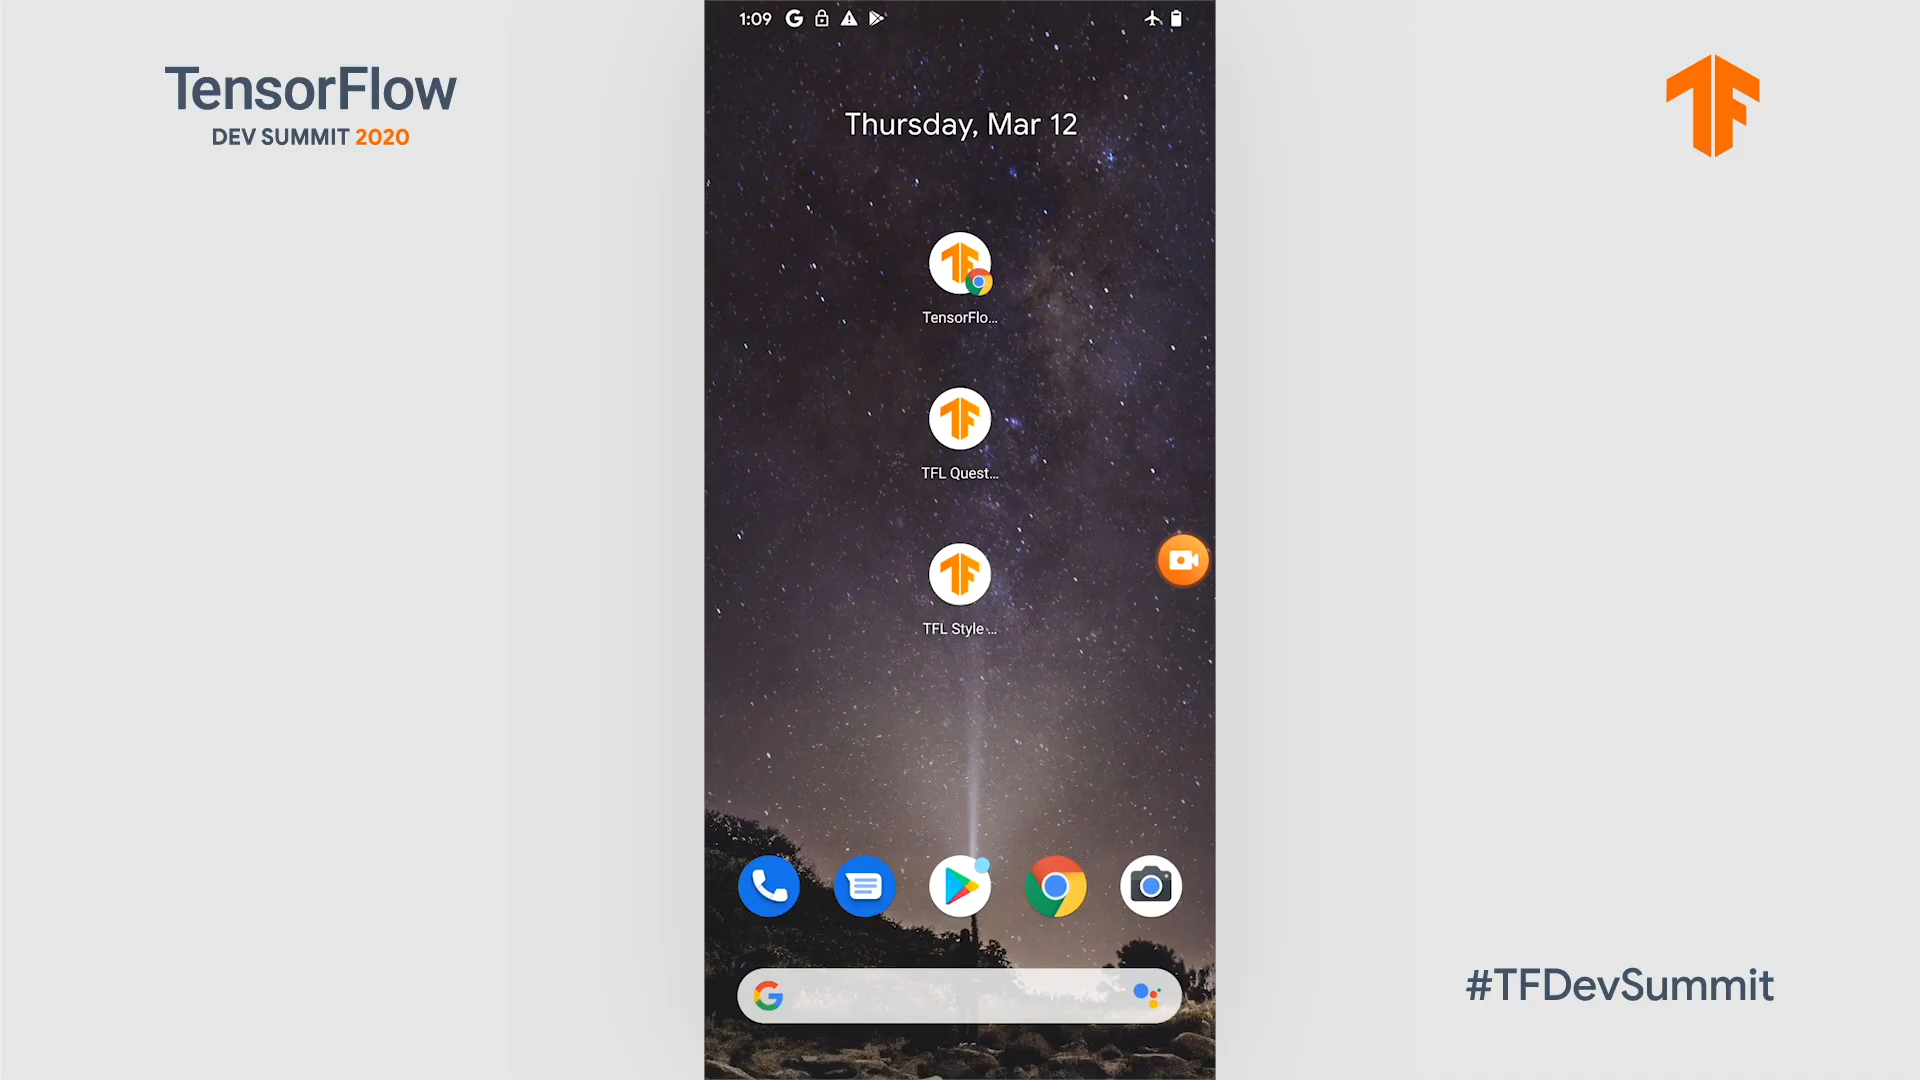 TensorFlow
DEV SUMMIT 2020
1:09
Thursday, Mar 12
TensorFlo...
TFL Quest...
TFL Style ...
#TFDevSummit